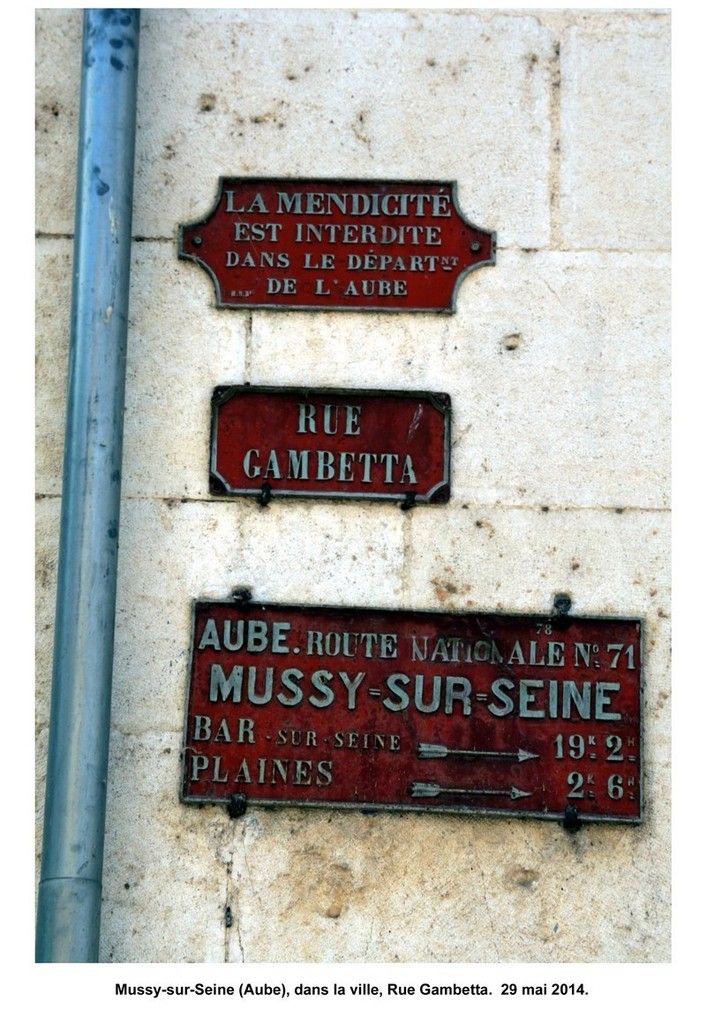 LA MENDICITÉ
EST INTERDITE
DANS LE DÉPARTNT
DE L'AUBE
RUE
GAMBETTA
78
AUBE. ROUTE NATIONALE No. 71
MUSSY=SUR=SEINE
BAR-SUR-SEINE 19K 2H
PLAINES 2K 6H
Mussy-sur-Seine (Aube), dans la ville, Rue Gambetta. 29 mai 2014.